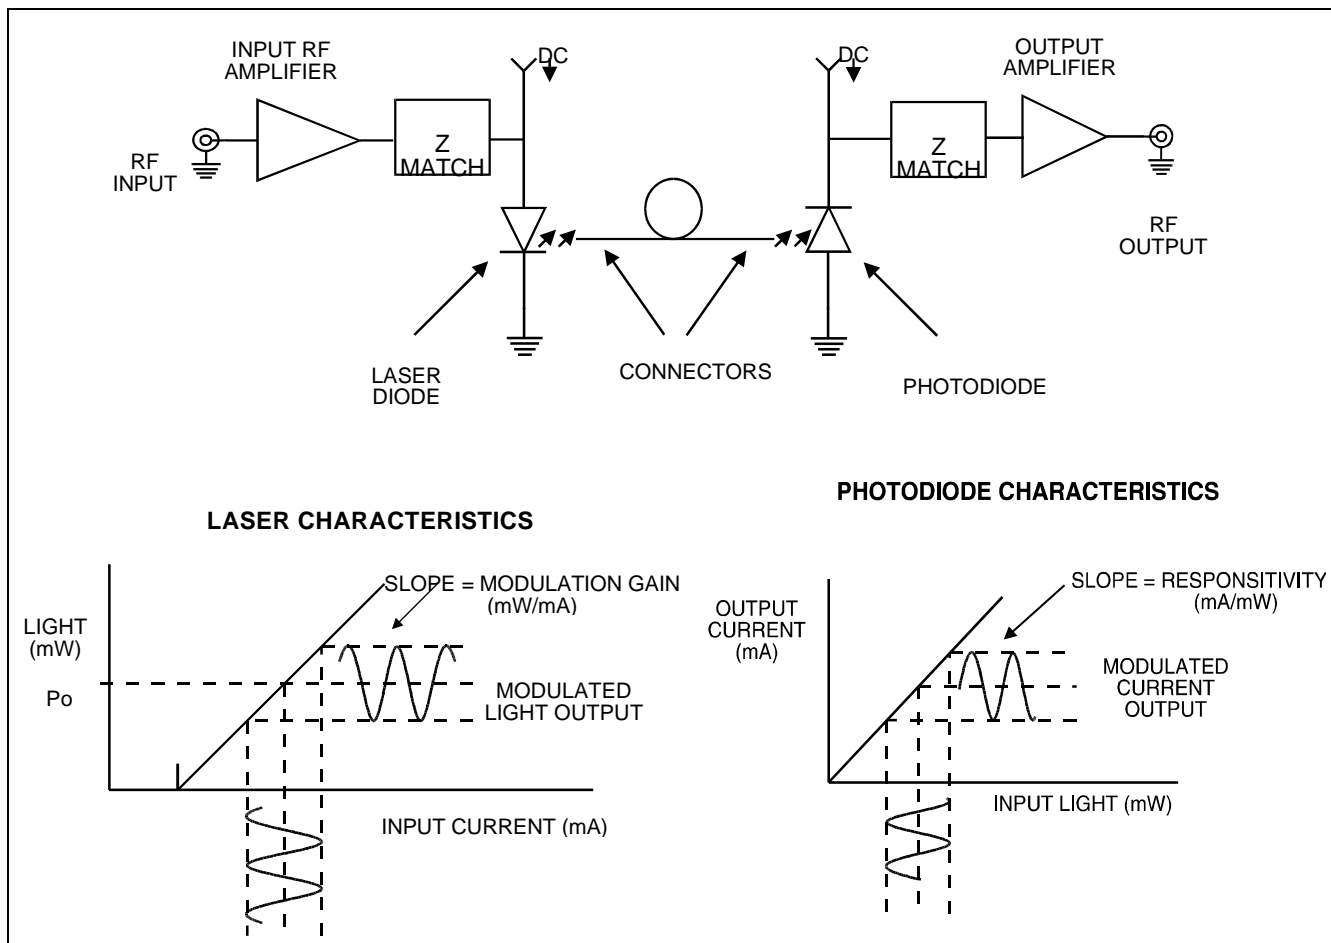 INPUT RF
AMPLIFIER
DC
DC
OUTPUT
AMPLIFIER
Z
MATCH
Z
MATCH
RF
INPUT
RF
OUTPUT
LASER
DIODE
CONNECTORS
PHOTODIODE
LASER CHARACTERISTICS
SLOPE = MODULATION GAIN
(mW/mA)
LIGHT
(mW)
Po
MODULATED
LIGHT OUTPUT
INPUT CURRENT (mA)
PHOTODIODE CHARACTERISTICS
SLOPE = RESPONSITIVITY
(mA/mW)
OUTPUT
CURRENT
(mA)
MODULATED
CURRENT
OUTPUT
INPUT LIGHT (mW)